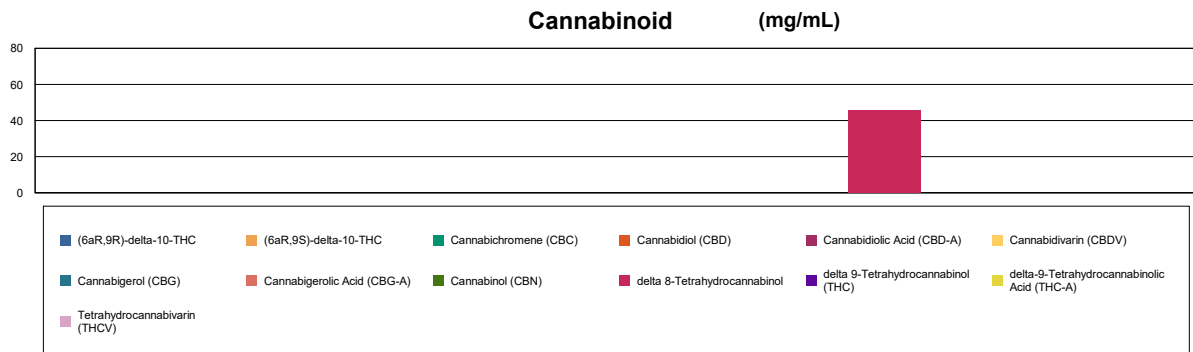 Cannabinoid (mg/mL)
80
60
40
20
0
(6aR,9R)-delta-10-THC
(6aR,9S)-delta-10-THC
Cannabichromene (CBC)
Cannabidiol (CBD)
Cannabidiolic Acid (CBD-A)
Cannabidivarin (CBDV)
Cannabigerol (CBG)
Cannabigerolic Acid (CBG-A)
Cannabinol (CBN)
delta 8-Tetrahydrocannabinol
delta 9-Tetrahydrocannabinol
(THC)
delta-9-Tetrahydrocannabinolic
Acid (THC-A)
Tetrahydrocannabivarin
(THCV)